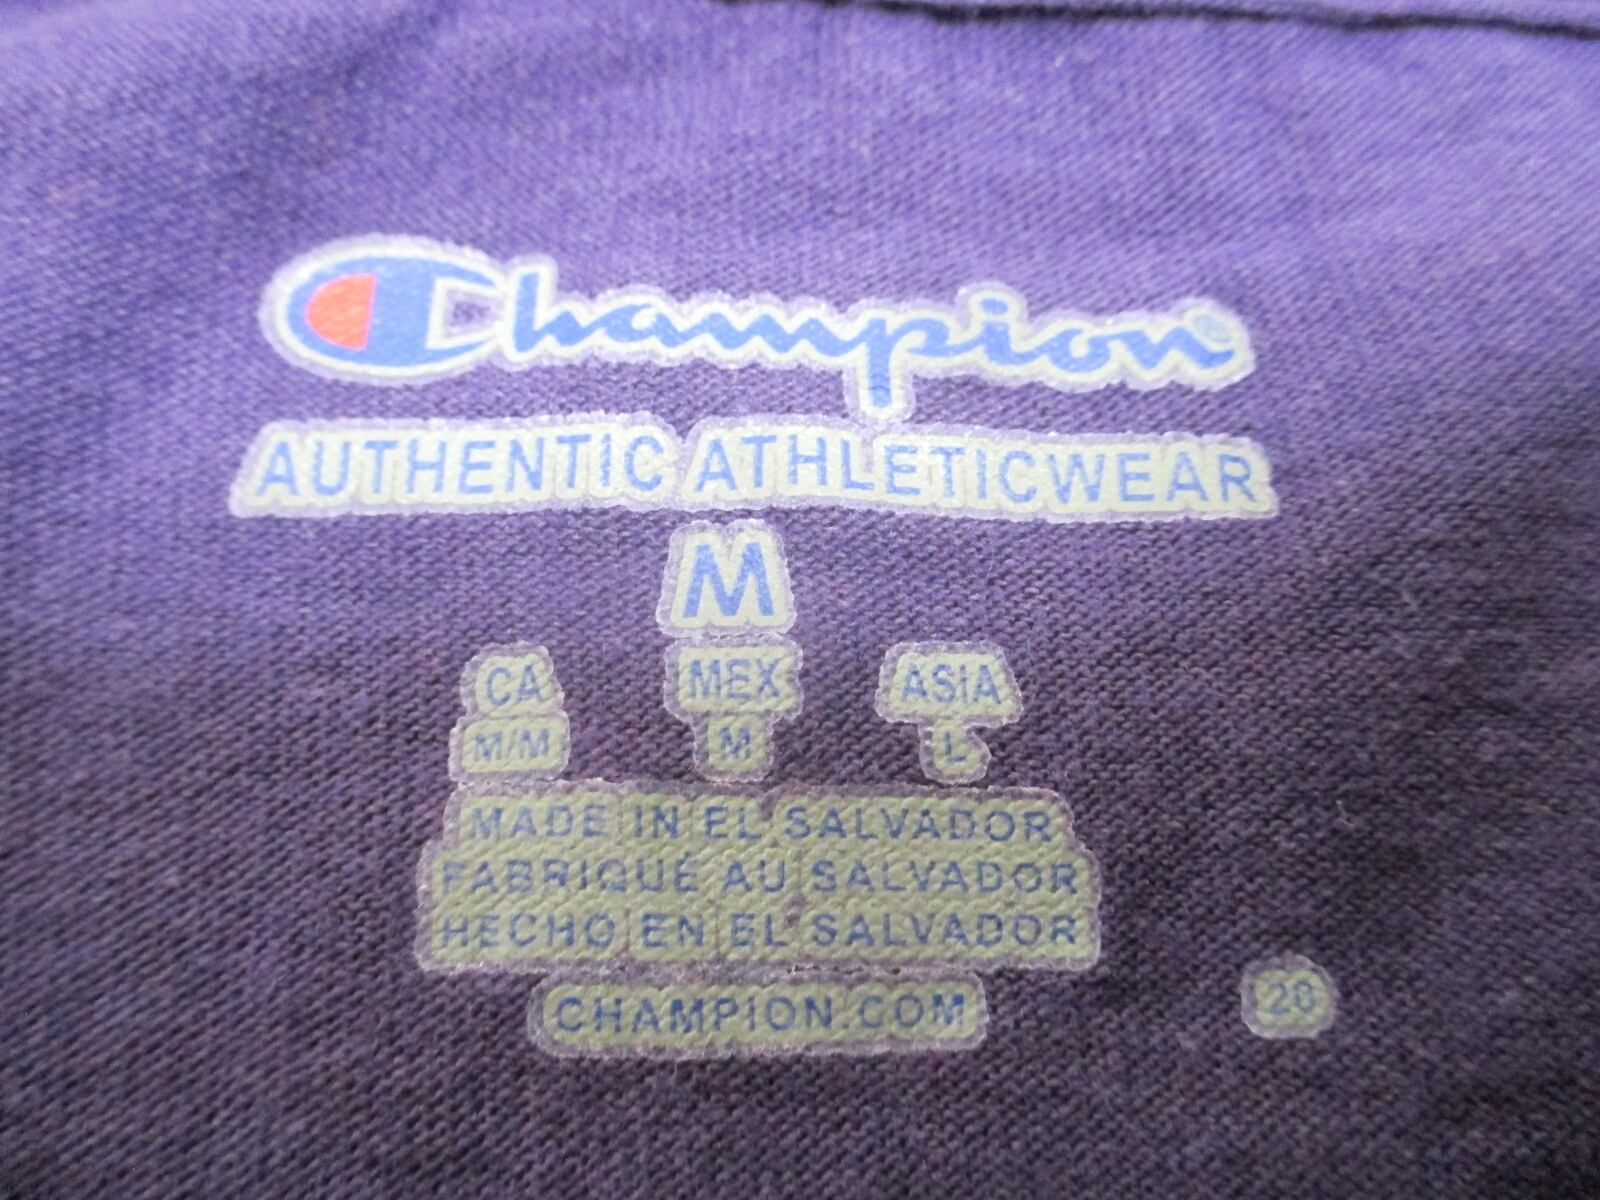 Champion®
AUTHENTIC ATHLETICWEAR
M
CA MEX ASIA
M/M M L
MADE IN EL SALVADOR
FABRIQUÉ AU SALVADOR
HECHO EN EL SALVADOR
CHAMPION.COM
20